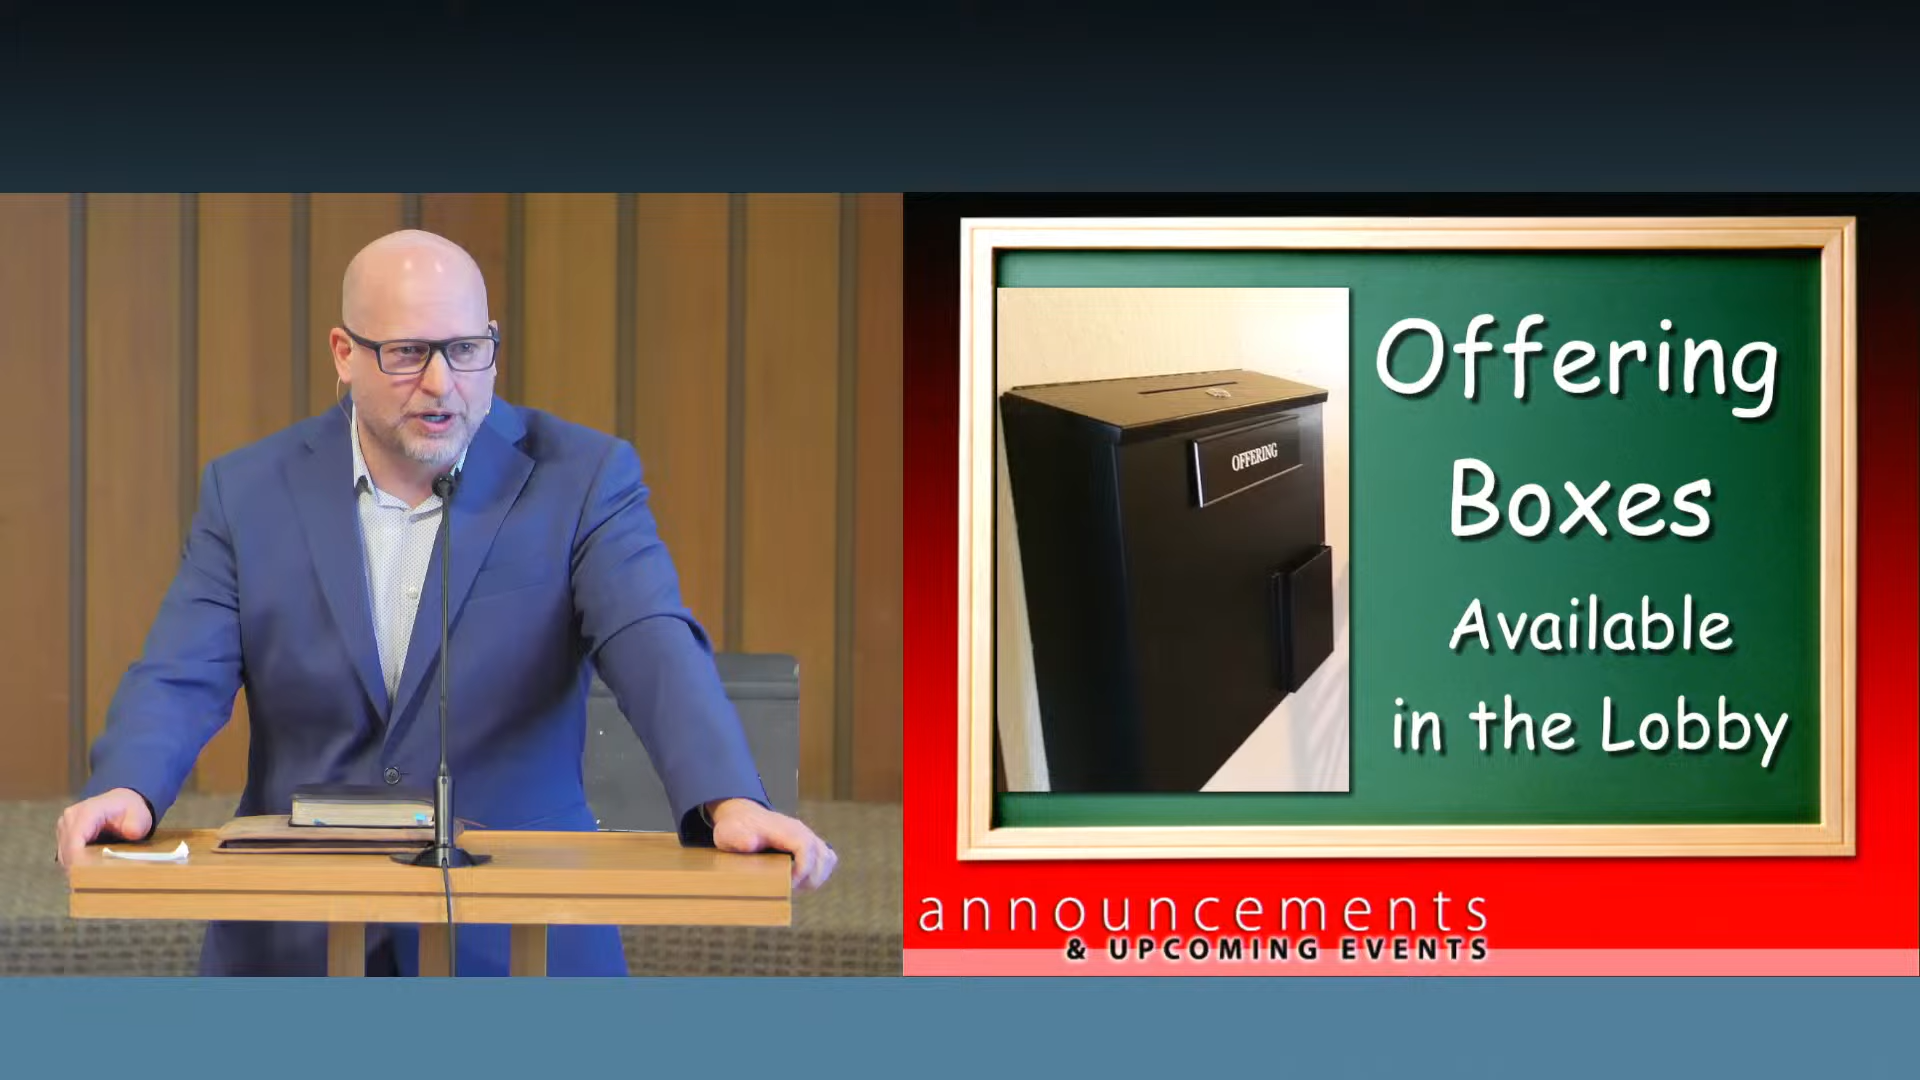 OFFERING
Offering
Boxes
Available
in the Lobby
announcements
& UPCOMING EVENTS